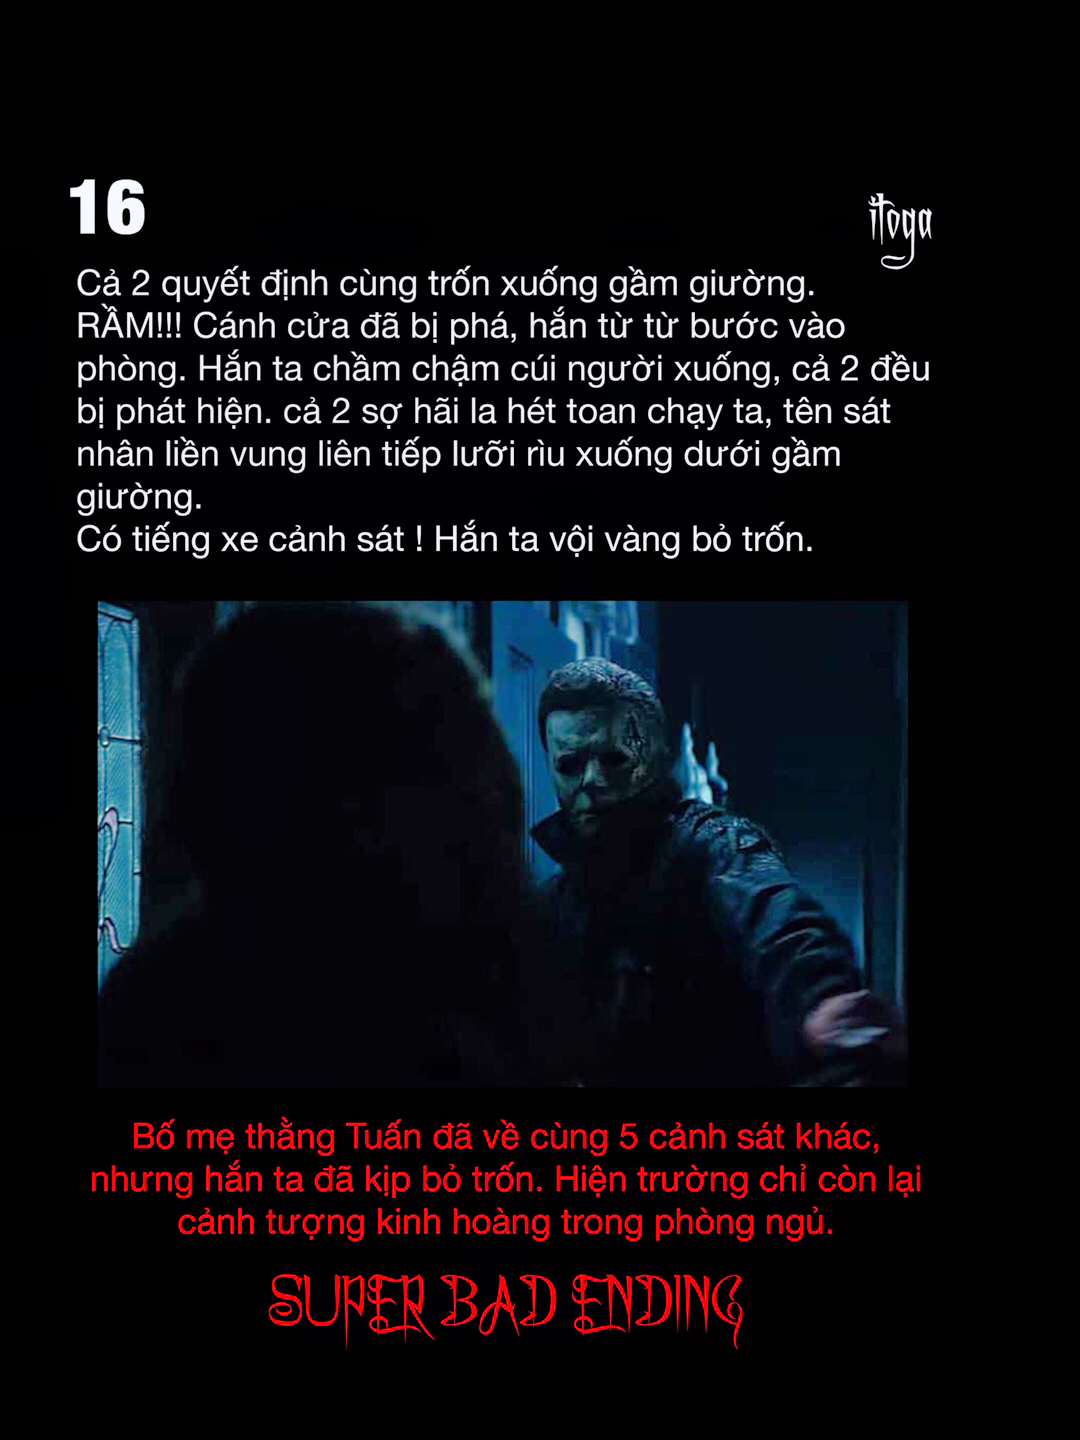 16
itoga
Cả 2 quyết định cùng trốn xuống gầm giường.
RẦM!!! Cánh cửa đã bị phá, hắn từ từ bước vào
phòng. Hắn ta chầm chậm cúi người xuống, cả 2 đều
bị phát hiện. cả 2 sợ hãi la hét toan chạy ta, tên sát
nhân liền vung liên tiếp lưỡi rìu xuống dưới gầm
giường.
Có tiếng xe cảnh sát ! Hắn ta vội vàng bỏ trốn.
Bố mẹ thằng Tuấn đã về cùng 5 cảnh sát khác,
nhưng hắn ta đã kịp bỏ trốn. Hiện trường chỉ còn lại
cảnh tượng kinh hoàng trong phòng ngủ.
SUPER BAD ENDING